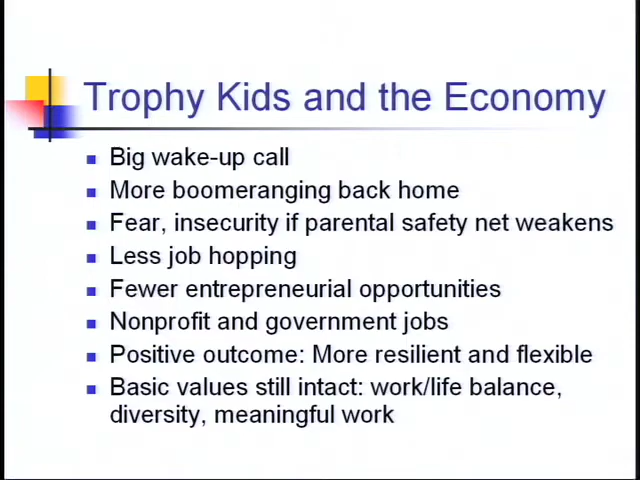 Trophy Kids and the Economy
Big wake-up call
More boomeranging back home
Fear, insecurity if parental safety net weakens
Less job hopping
Fewer entrepreneurial opportunities
Nonprofit and government jobs
Positive outcome: More resilient and flexible
Basic values still intact: work/life balance,
diversity, meaningful work